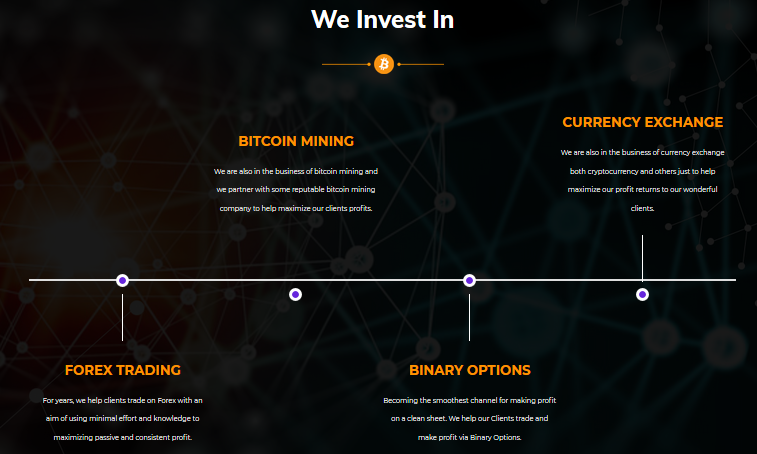 We Invest In
BITCOIN MINING
We are also in the business of bitcoin mining and
we partner with some reputable bitcoin mining
company to help maximize our clients profits.
CURRENCY EXCHANGE
We are also in the business of currency exchange
both cryptocurrency and others just to help
maximize our profit returns to our wonderful
clients.
FOREX TRADING
For years, we help clients trade on Forex with an
aim of using minimal effort and knowledge to
maximizing passive and consistent profit.
BINARY OPTIONS
Becoming the smoothest channel for making profit
on a clean sheet. We help our Clients trade and
make profit via Binary Options.